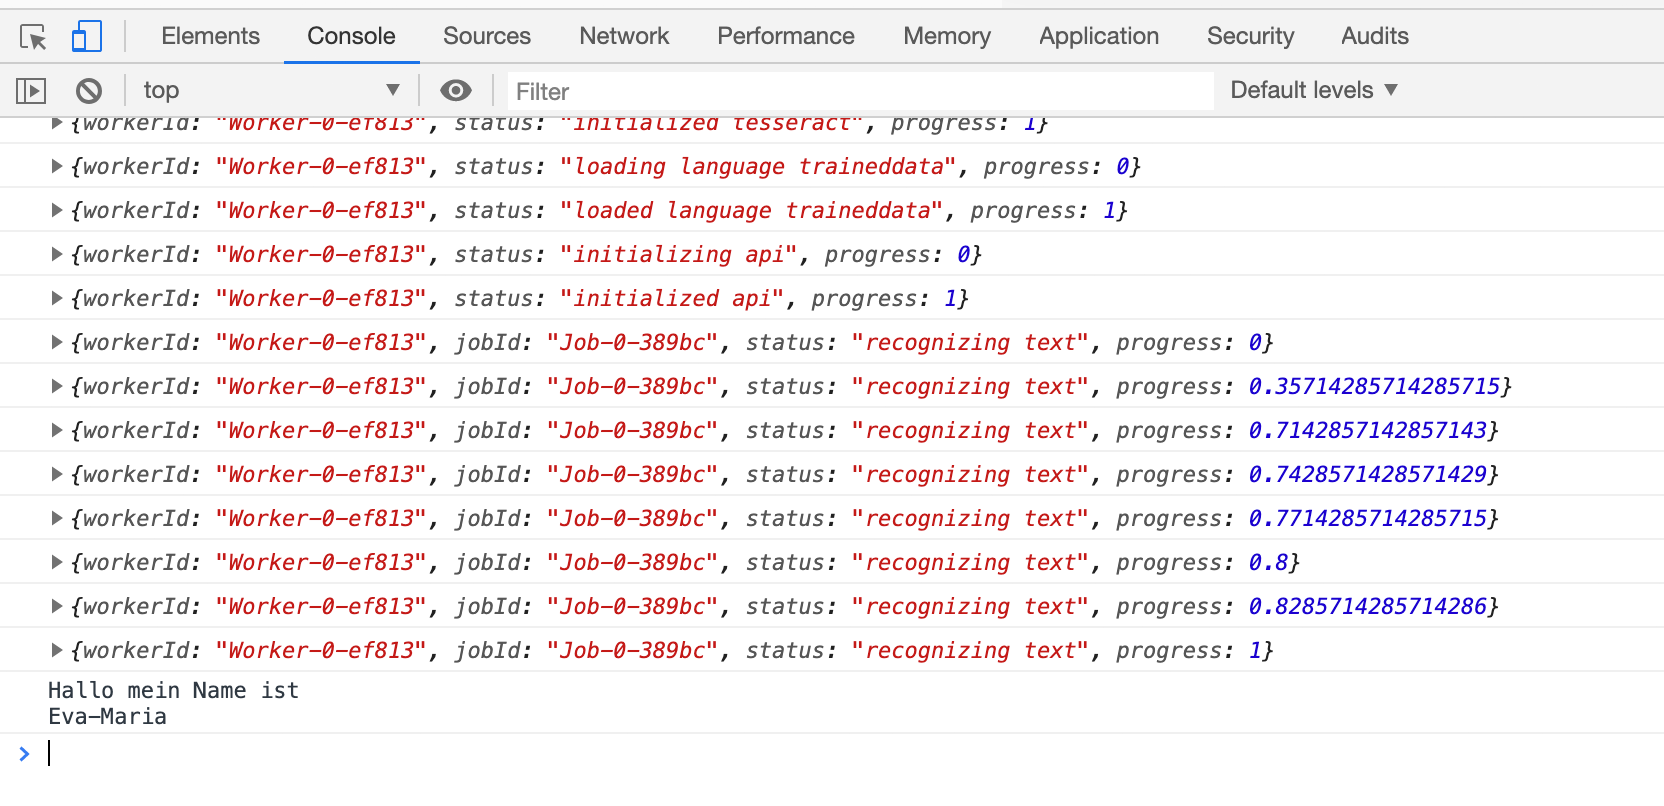 Elements Console Sources Network Performance Memory Application Security Audits
top Filter Default levels
{workerId: "Worker-0-ef813", status: "initialized tesseract", progress: 1}
{workerId: "Worker-0-ef813", status: "loading language traineddata", progress: 0}
{workerId: "Worker-0-ef813", status: "loaded language traineddata", progress: 1}
{workerId: "Worker-0-ef813", status: "initializing api", progress: 0}
{workerId: "Worker-0-ef813", status: "initialized api", progress: 1}
{workerId: "Worker-0-ef813", jobId: "Job-0-389bc", status: "recognizing text", progress: 0}
{workerId: "Worker-0-ef813", jobId: "Job-0-389bc", status: "recognizing text", progress: 0.35714285714285715}
{workerId: "Worker-0-ef813", jobId: "Job-0-389bc", status: "recognizing text", progress: 0.7142857142857143}
{workerId: "Worker-0-ef813", jobId: "Job-0-389bc", status: "recognizing text", progress: 0.7428571428571429}
{workerId: "Worker-0-ef813", jobId: "Job-0-389bc", status: "recognizing text", progress: 0.7714285714285715}
{workerId: "Worker-0-ef813", jobId: "Job-0-389bc", status: "recognizing text", progress: 0.8}
{workerId: "Worker-0-ef813", jobId: "Job-0-389bc", status: "recognizing text", progress: 0.8285714285714286}
{workerId: "Worker-0-ef813", jobId: "Job-0-389bc", status: "recognizing text", progress: 1}
Hallo mein Name ist
Eva-Maria